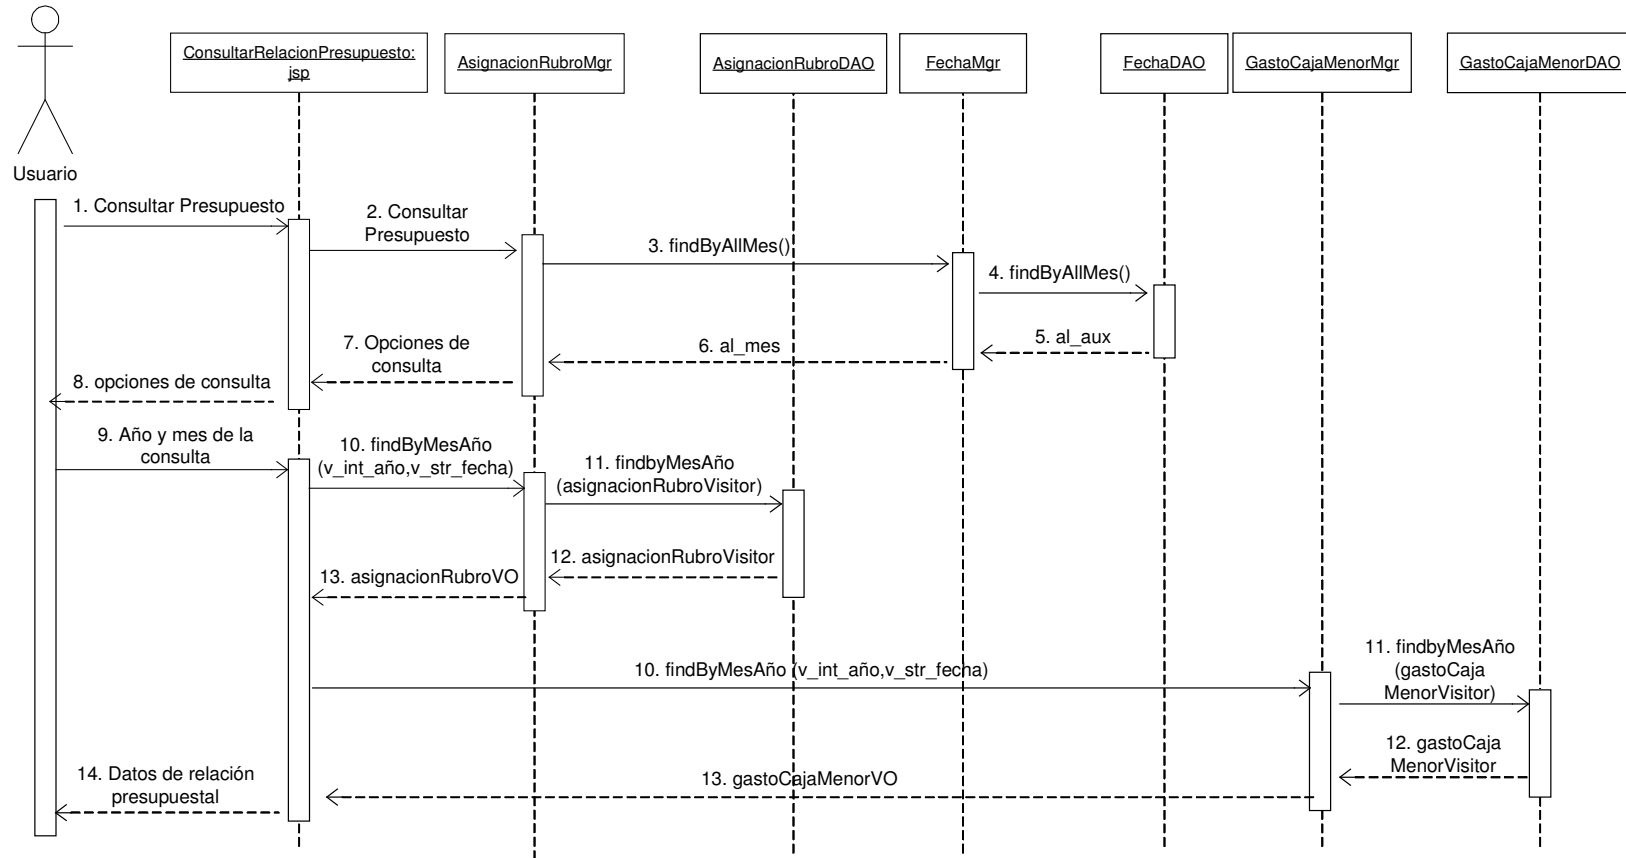 ConsultarRelacionPresupuesto:
jsp
AsignacionRubroMgr
AsignacionRubroDAO
FechaMgr
FechaDAO
GastoCajaMenorMgr
GastoCajaMenorDAO
Usuario
1. Consultar Presupuesto
2. Consultar
Presupuesto
3. findByAllMes()
4. findByAllMes()
5. al_aux
6. al_mes
7. Opciones de
consulta
8. opciones de consulta
9. Año y mes de la
consulta
10. findByMesAño
(v_int_año,v_str_fecha)
11. findbyMesAño
(asignacionRubroVisitor)
12. asignacionRubroVisitor
13. asignacionRubroVO
10. findByMesAño (v_int_año,v_str_fecha)
11. findbyMesAño
(gastoCaja
MenorVisitor)
12. gastoCaja
MenorVisitor
13. gastoCajaMenorVO
14. Datos de relación
presupuestal